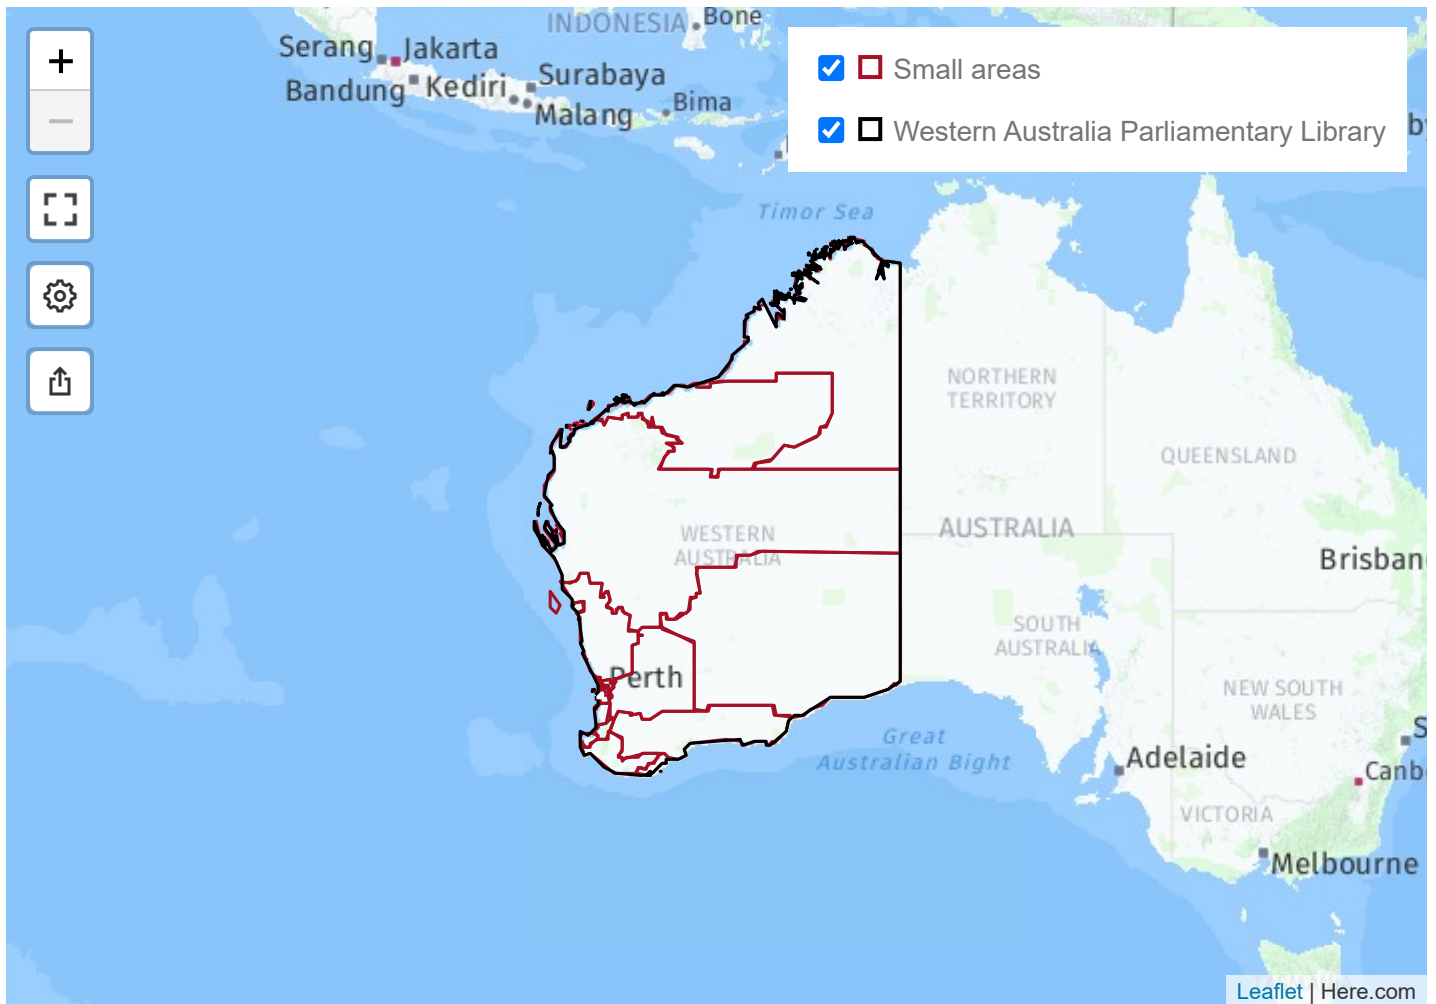 INDONESIA
Bone
Serang
Jakarta
Bandung
Kediri
Surabaya
Malang
Bima
+
−
Small areas
Western Australia Parliamentary Library
by
Timor Sea
NORTHERN
TERRITORY
QUEENSLAND
WESTERN
AUSTRALIA
AUSTRALIA
Brisban
SOUTH
AUSTRALIA
Perth
NEW SOUTH
WALES
Great
Australian Bight
Adelaide
S
Canb
VICTORIA
Melbourne
Leaflet | Here.com